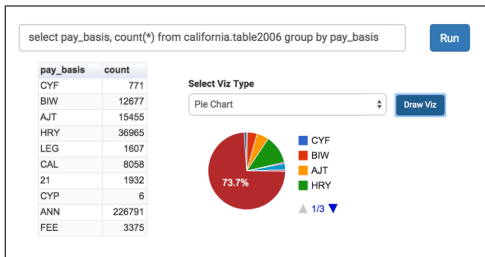 select pay_basis, count(*) from california.table2006 group by pay_basis
Run
pay_basis count
CYF 771
BIW 12677
AJT 15455
HRY 36965
LEG 1607
CAL 8058
21 1932
CYP 6
ANN 226791
FEE 3375
Select Viz Type
Pie Chart
Draw Viz
73.7%
CYF
BIW
AJT
HRY
1/3